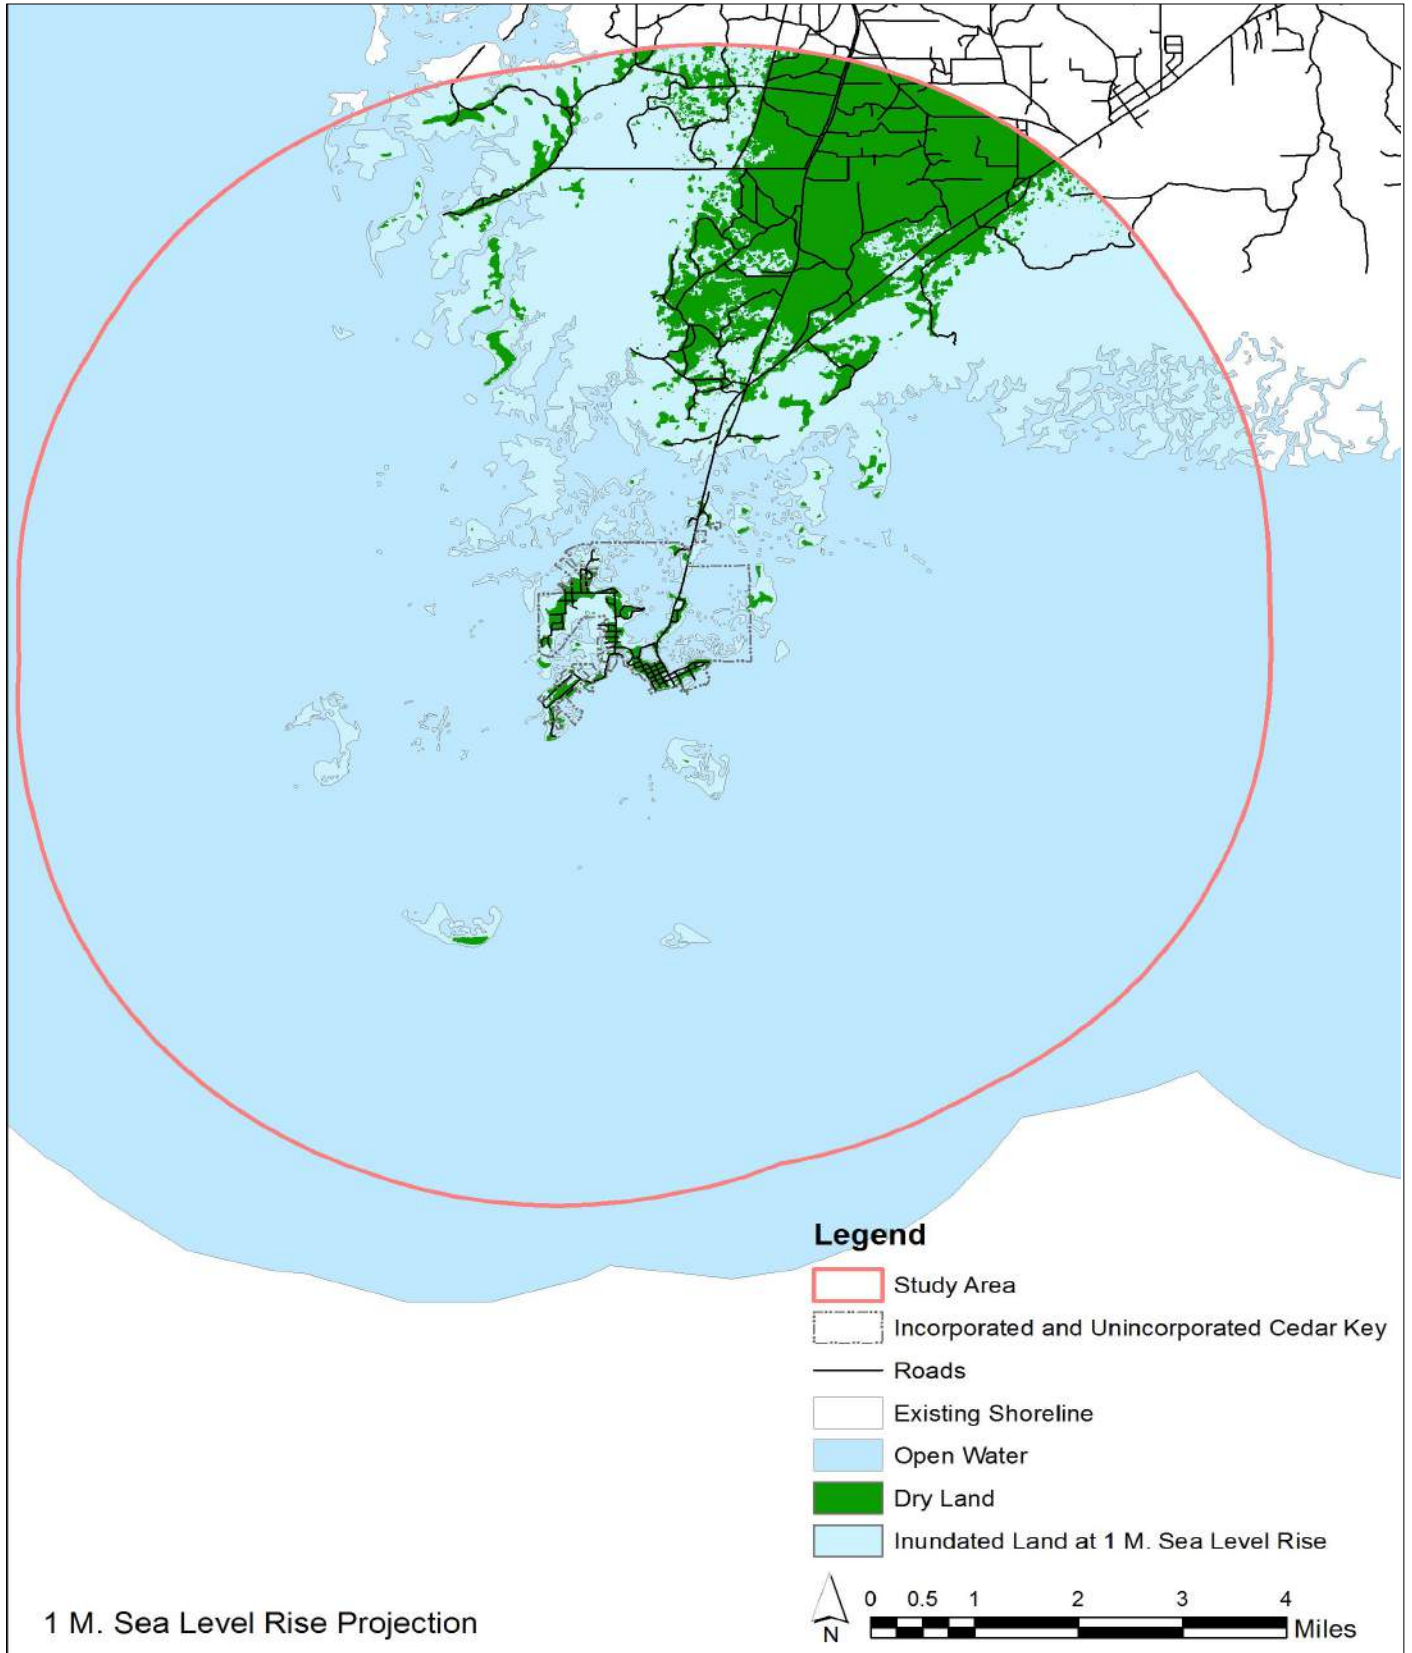 Legend
Study Area
Incorporated and Unincorporated Cedar Key
Roads
Existing Shoreline
Open Water
Dry Land
Inundated Land at 1 M. Sea Level Rise
0 0.5 1 2 3 4
Miles
N
1 M. Sea Level Rise Projection